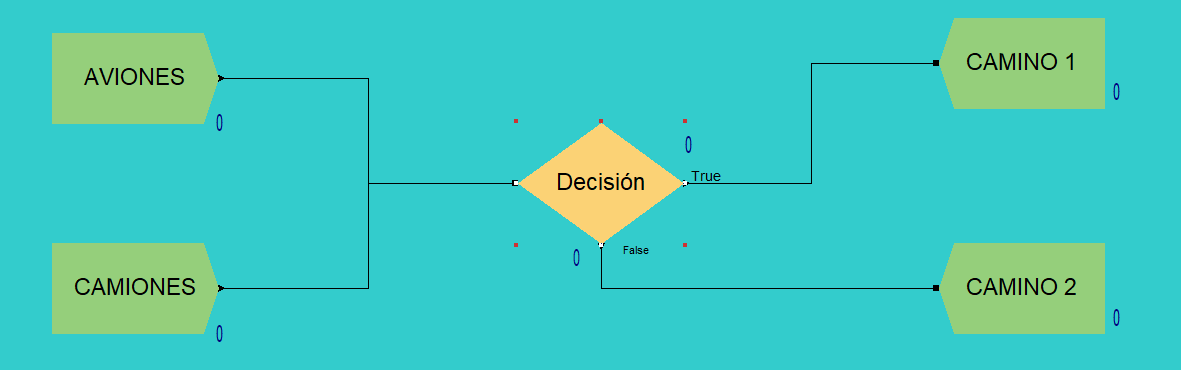 AVIONES
0
CAMIONES
0
Decisión
0
True
0
False
CAMINO 1
0
CAMINO 2
0